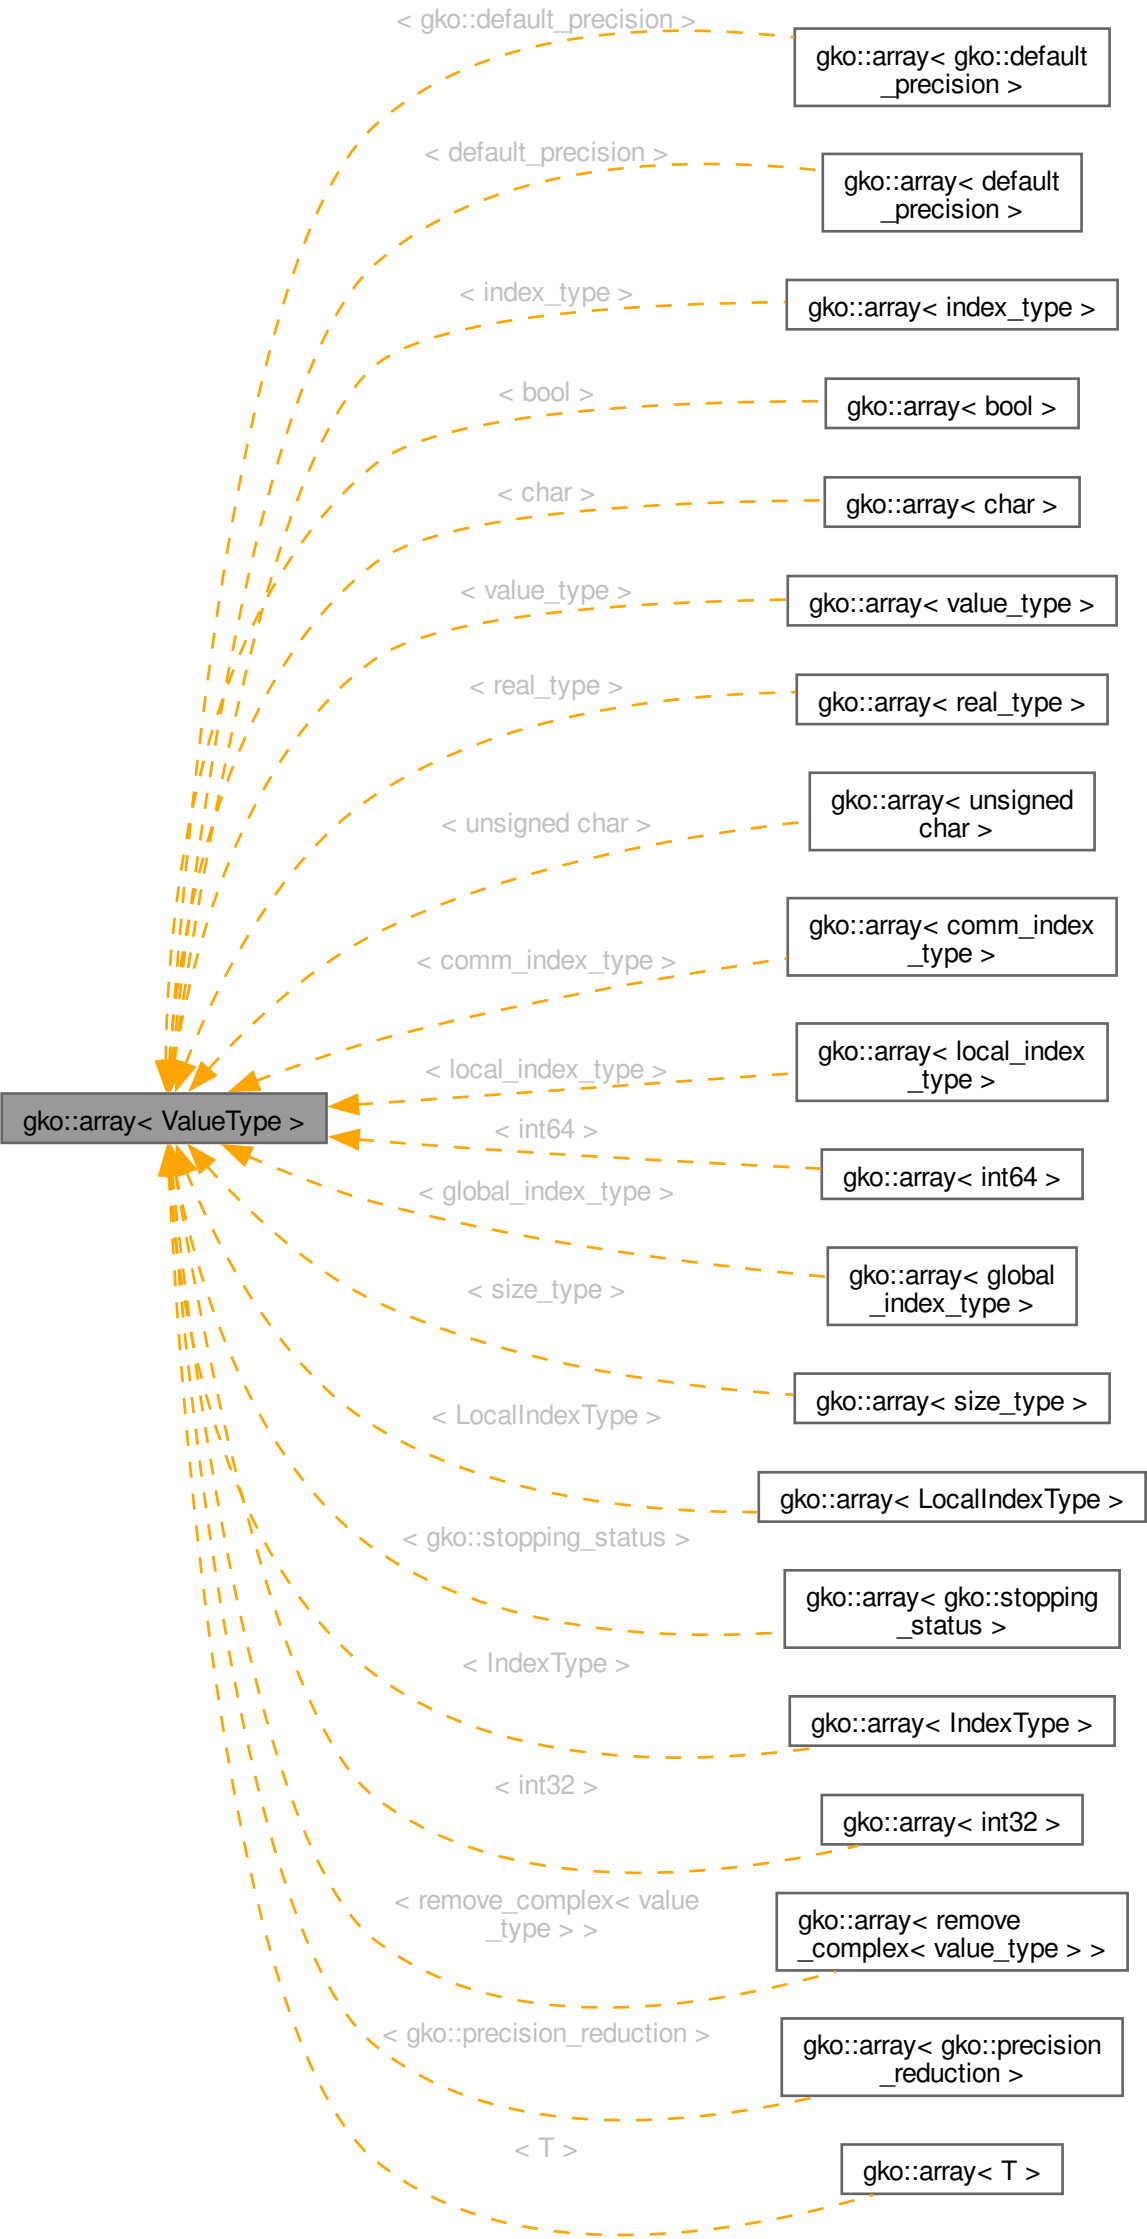 < gko::default_precision >
gko::array< gko::default
_precision >
< default_precision >
gko::array< default
_precision >
< index_type >
gko::array< index_type >
< bool >
gko::array< bool >
< char >
gko::array< char >
< value_type >
gko::array< value_type >
< real_type >
gko::array< real_type >
< unsigned char >
gko::array< unsigned
char >
< comm_index_type >
gko::array< comm_index
_type >
< local_index_type >
gko::array< local_index
_type >
gko::array< ValueType >
< int64 >
gko::array< int64 >
< global_index_type >
gko::array< global
_index_type >
< size_type >
gko::array< size_type >
< LocalIndexType >
gko::array< LocalIndexType >
< gko::stopping_status >
gko::array< gko::stopping
_status >
< IndexType >
gko::array< IndexType >
< int32 >
gko::array< int32 >
< remove_complex< value
_type > >
gko::array< remove
_complex< value_type > >
< gko::precision_reduction >
gko::array< gko::precision
_reduction >
< T >
gko::array< T >